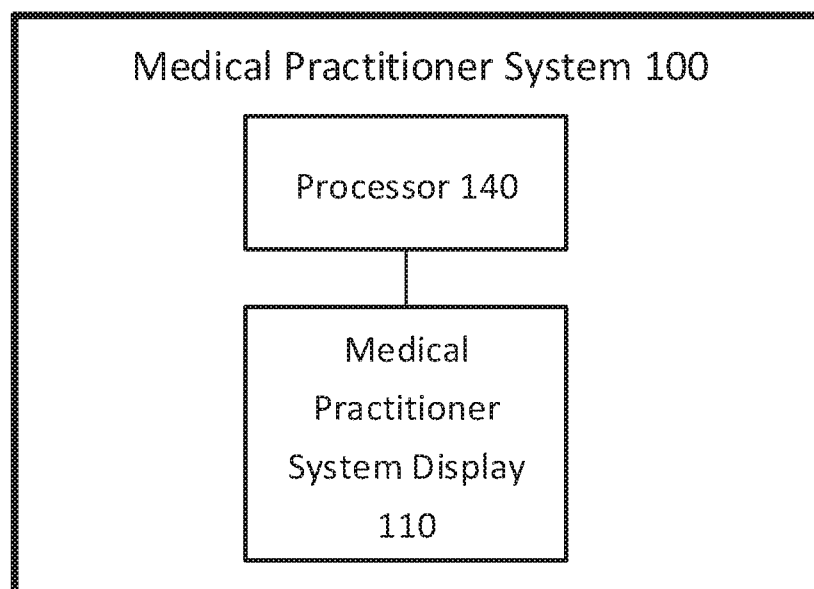 Medical Practitioner System 100
Processor 140
Medical
Practitioner
System Display
110